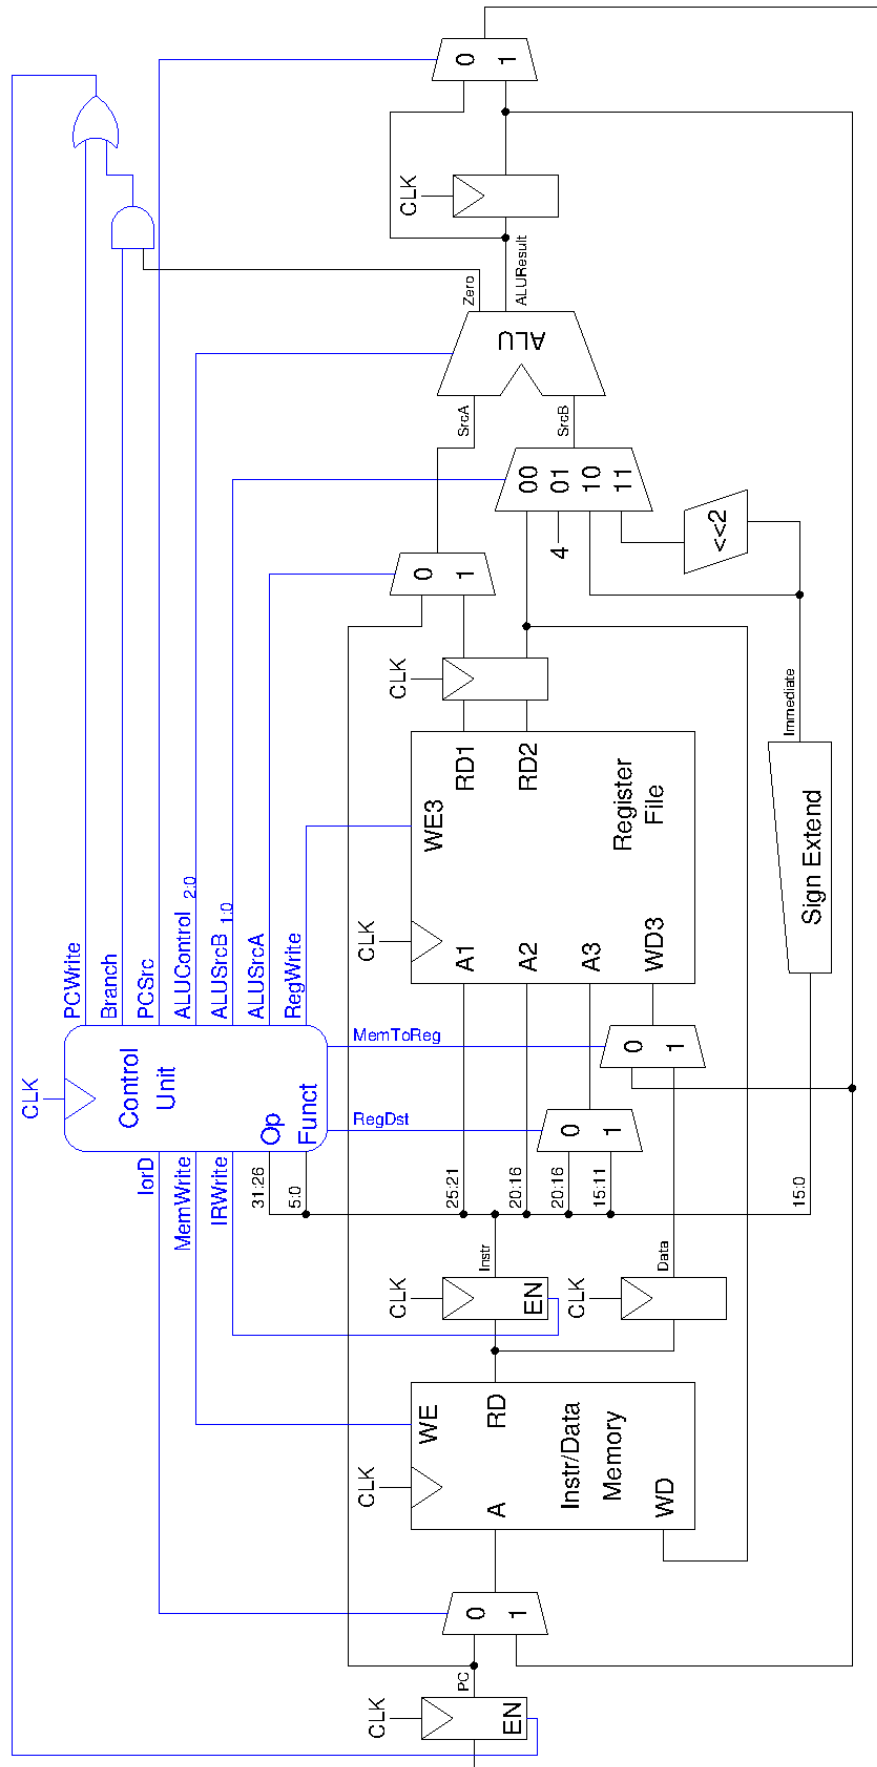 CLK
Control
Unit
Op
Funct
PCWrite
Branch
PCSrc
ALUControl 2:0
ALUSrcB 1:0
ALUSrcA
RegWrite
IorD
MemWrite
IRWrite
31:26
5:0
MemToReg
RegDst
CLK
EN
PC
0
1
CLK
WE
A
RD
Instr/Data
Memory
WD
CLK
EN
Instr
CLK
Data
25:21
20:16
20:16
15:11
15:0
0
1
0
1
CLK
WE3
A1
RD1
A2
RD2
A3
Register
File
WD3
Sign Extend
Immediate
CLK
0
1
4
00
01
10
11
<<2
SrcA
SrcB
ALU
Zero
ALUResult
CLK
0
1